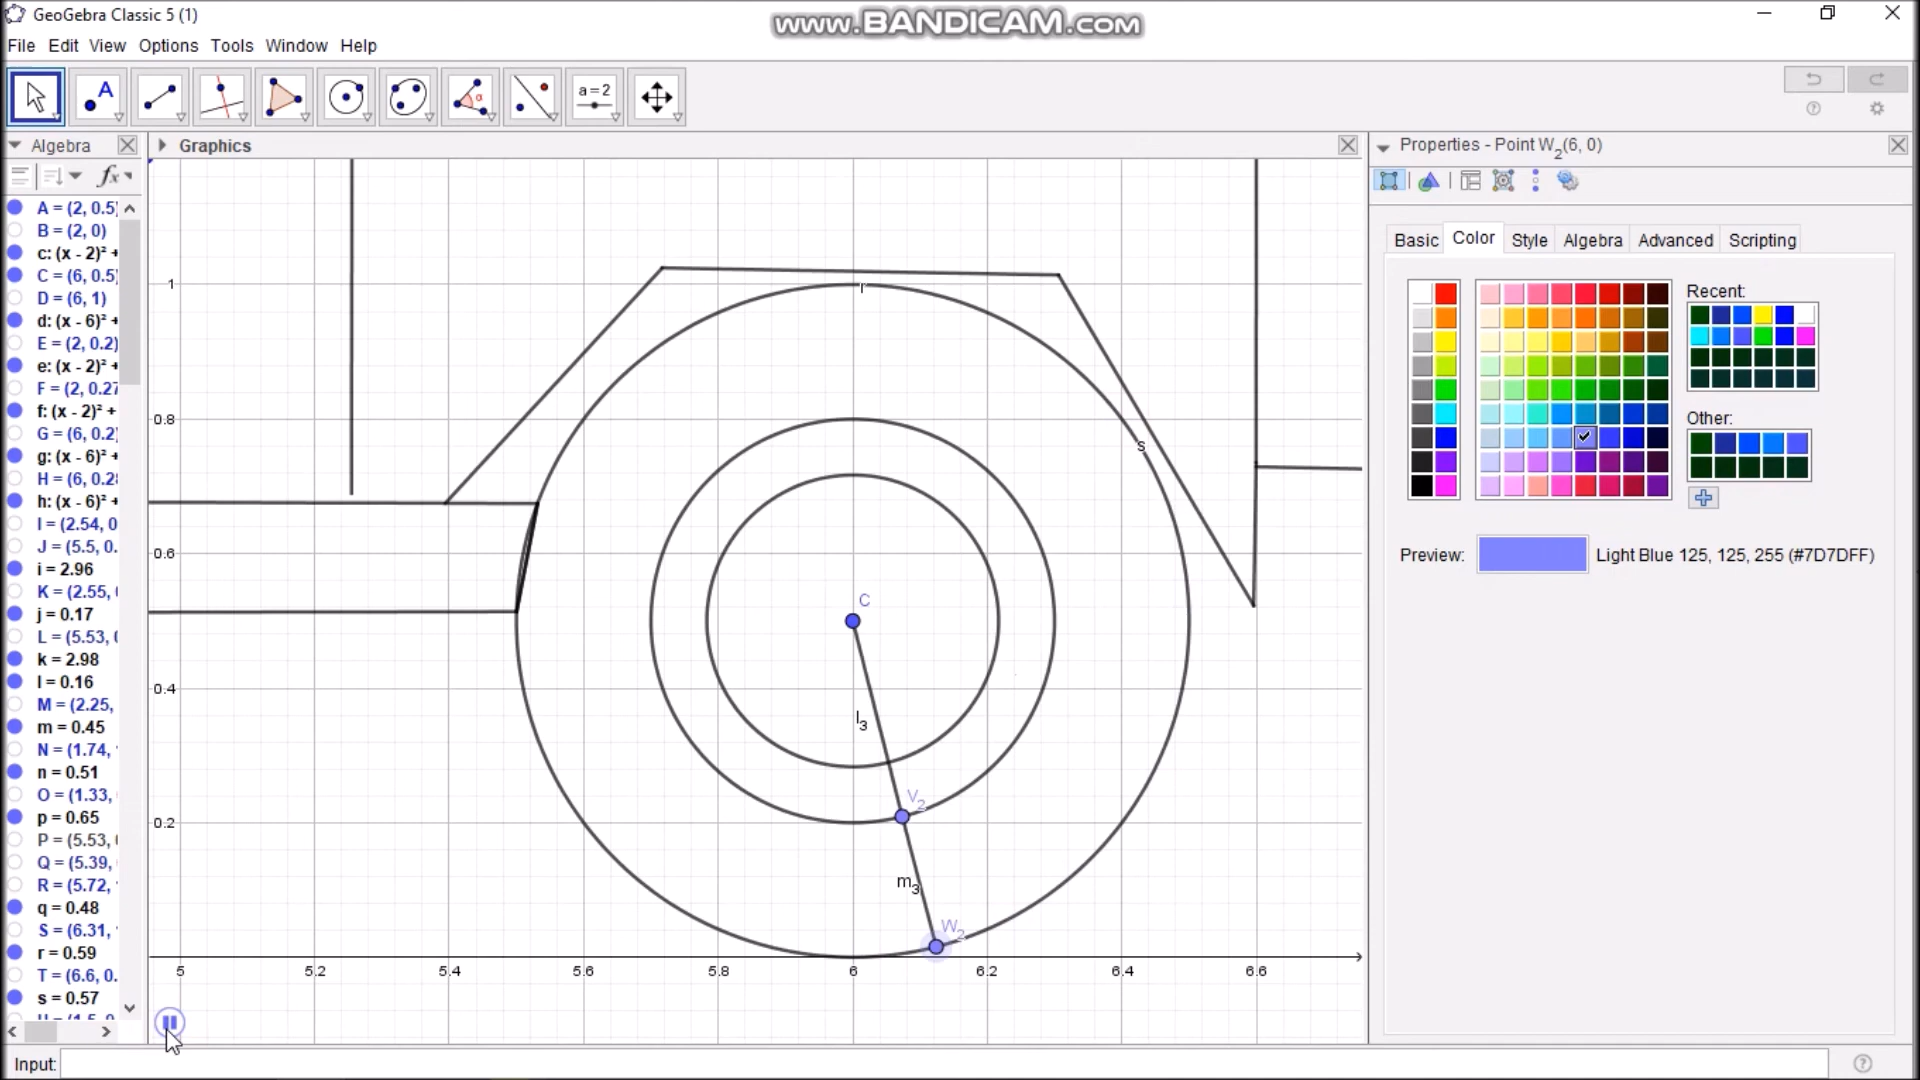 GeoGebra Classic 5 (1)
www.BANDICAM.com
File Edit View Options Tools Window Help
A
α
a = 2
Algebra
Graphics
Properties - Point W2(6, 0)
fx
Basic Color Style Algebra Advanced Scripting
A = (2, 0.5)
B = (2, 0)
c: (x - 2)² +
C = (6, 0.5)
D = (6, 1)
d: (x - 6)² +
E = (2, 0.2)
e: (x - 2)² +
F = (2, 0.27
f: (x - 2)² +
G = (6, 0.2)
g: (x - 6)² +
H = (6, 0.28
h: (x - 6)² +
I = (2.54, 0
J = (5.5, 0.
i = 2.96
K = (2.55, 0
j = 0.17
L = (5.53, 0
k = 2.98
l = 0.16
M = (2.25,
m = 0.45
N = (1.74,
n = 0.51
O = (1.33,
p = 0.65
P = (5.53,
Q = (5.39,
R = (5.72,
q = 0.48
S = (6.31,
r = 0.59
T = (6.6, 0.
s = 0.57
1
0.8
0.6
0.4
0.2
r
s
C
l3
V2
m3
W2
5 5.2 5.4 5.6 5.8 6 6.2 6.4 6.6
Recent:
Other:
Preview: Light Blue 125, 125, 255 (#7D7DFF)
Input: